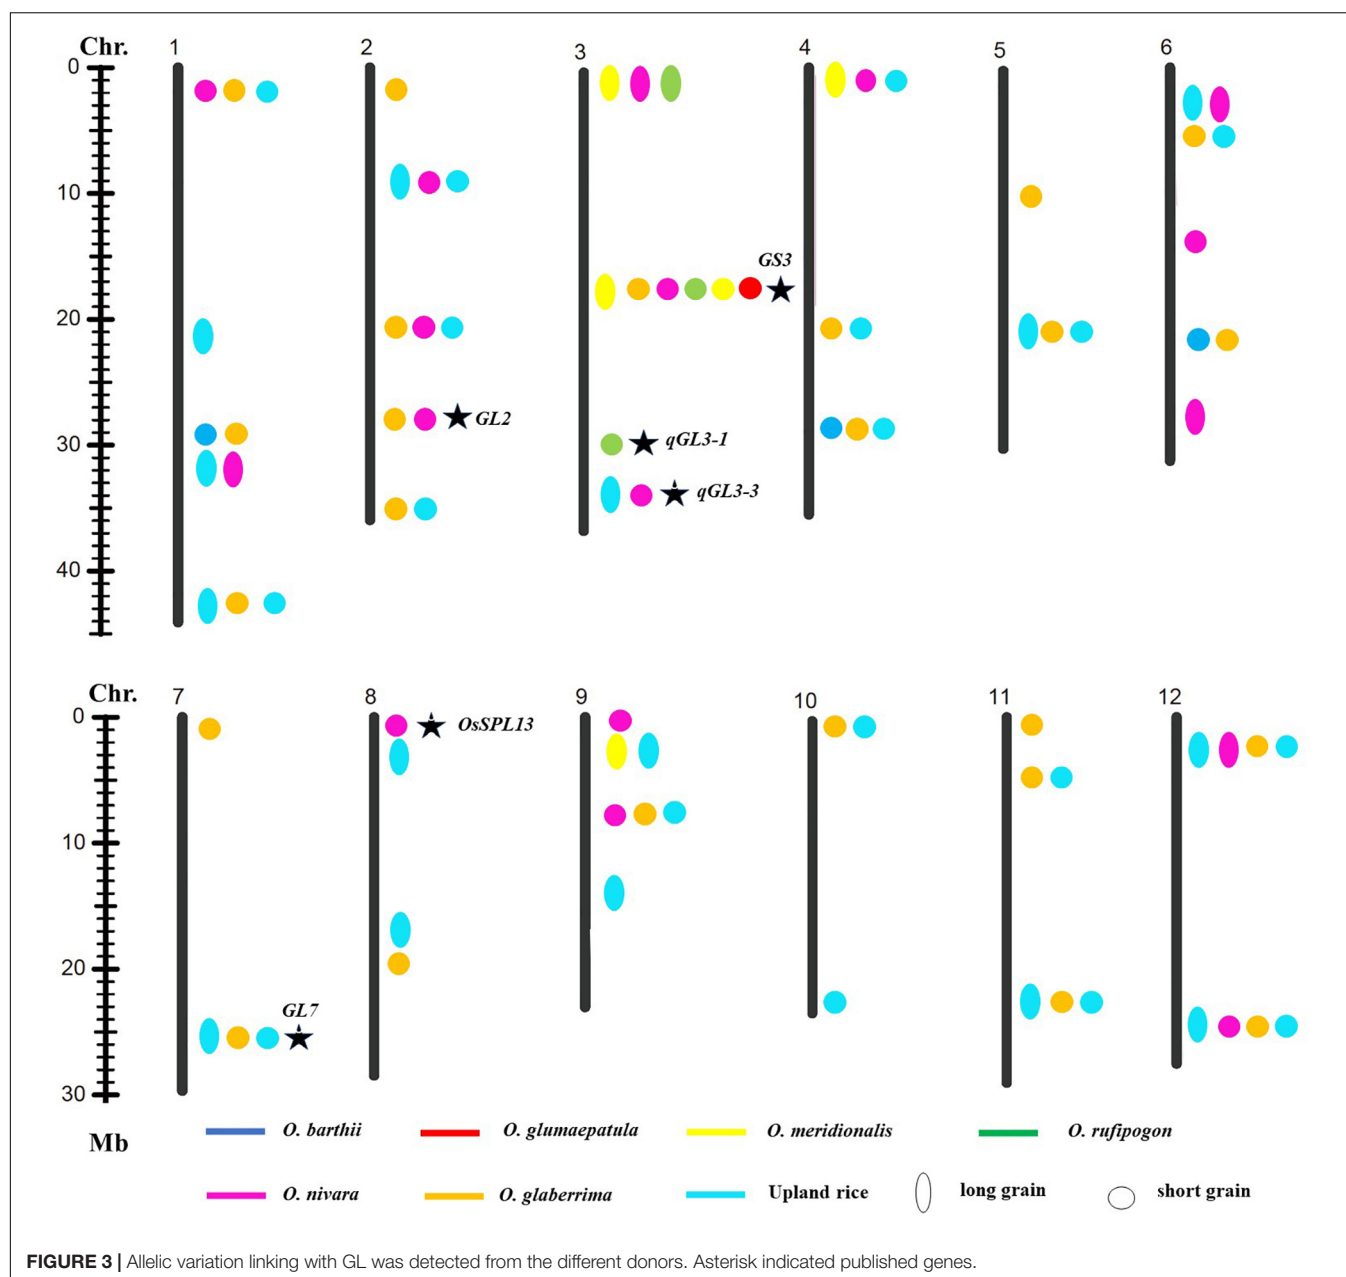 Chr. 1 2 3 4 5 6
0
10
GS3
20
GL2
qGL3-1
30
qGL3-3
40
Chr. 7 8 9 10 11 12
0
OsSPL13
10
20
GL7
30
Mb
O. barthii O. glumaepatula O. meridionalis O. rufipogon
O. nivara O. glaberrima Upland rice long grain short grain
FIGURE 3 | Allelic variation linking with GL was detected from the different donors. Asterisk indicated published genes.